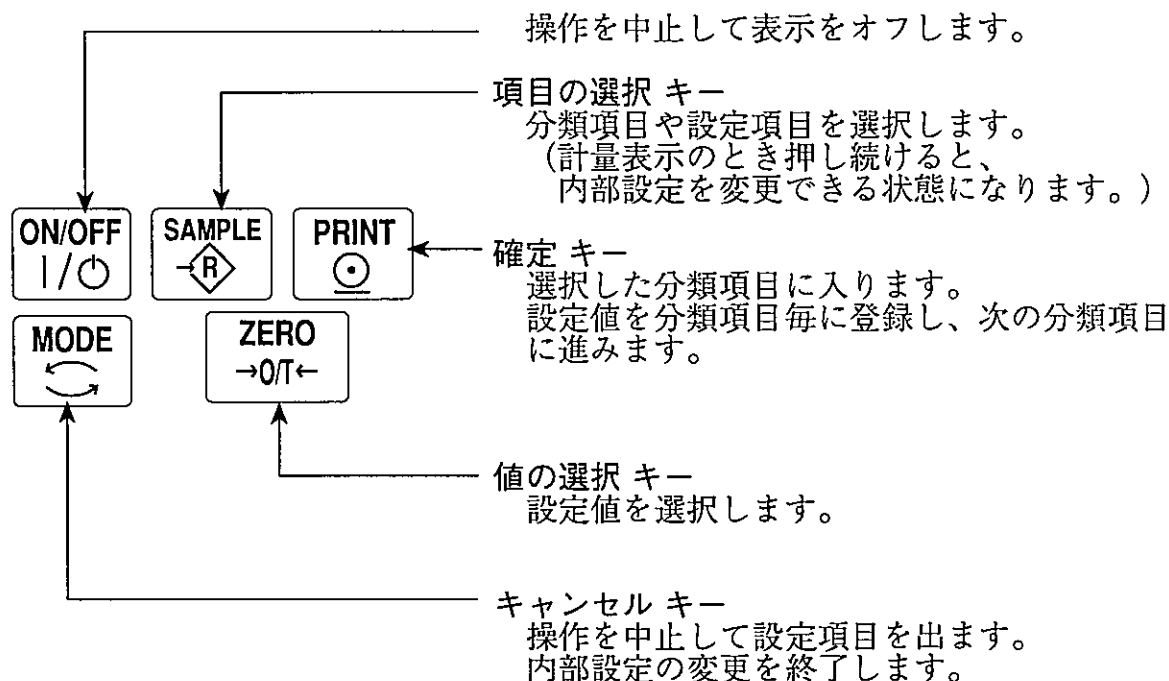 操作を中止して表示をオフします。
項目の選択 キー
分類項目や設定項目を選択します。
（計量表示のとき押し続けると、
内部設定を変更できる状態になります。）
ON/OFF
SAMPLE
PRINT
I/⏻
→R
確定 キー
選択した分類項目に入ります。
設定値を分類項目毎に登録し、次の分類項目
に進みます。
MODE
ZERO
→0/T←
値の選択 キー
設定値を選択します。
キャンセル キー
操作を中止して設定項目を出ます。
内部設定の変更を終了します。